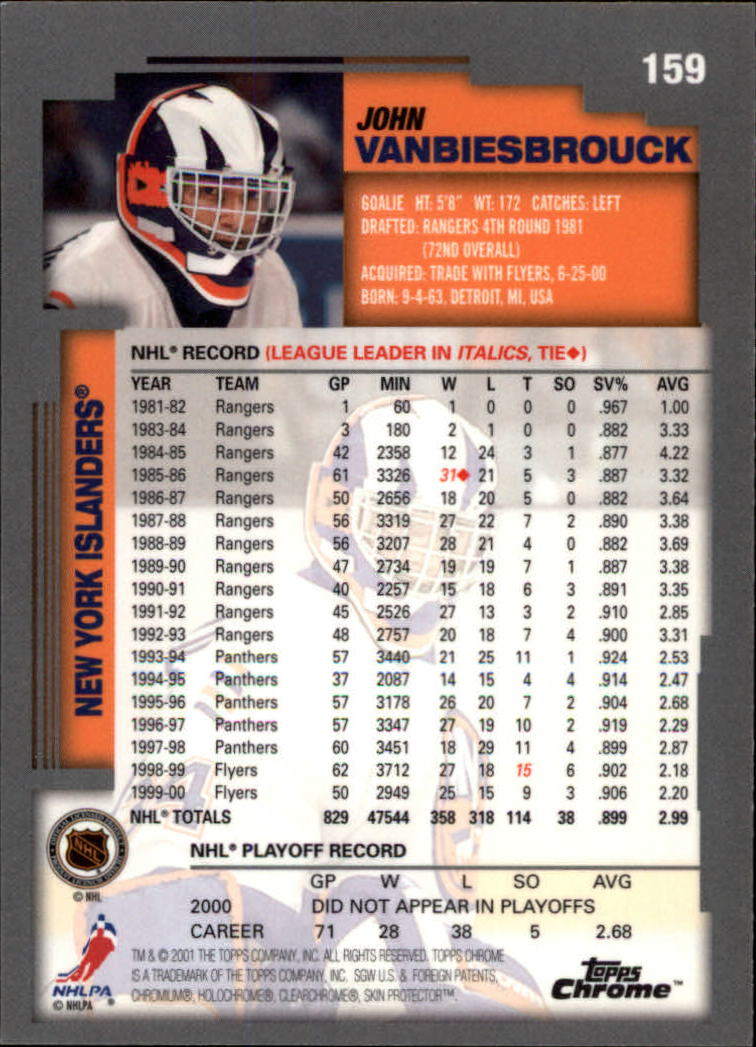 159
JOHN
VANBIESBROUCK
GOALIE HT: 5'8" WT: 172 CATCHES: LEFT
DRAFTED: RANGERS 4TH ROUND 1981
(72ND OVERALL)
ACQUIRED: TRADE WITH FLYERS, 6-25-00
BORN: 9-4-63, DETROIT, MI, USA
NEW YORK ISLANDERS®
NHL® RECORD (LEAGUE LEADER IN ITALICS, TIE◆)
YEAR TEAM GP MIN W L T SO SV% AVG
1981-82 Rangers 1 60 1 0 0 0 .967 1.00
1983-84 Rangers 3 180 2 1 0 0 .882 3.33
1984-85 Rangers 42 2358 12 24 3 1 .877 4.22
1985-86 Rangers 61 3326 31◆ 21 5 3 .887 3.32
1986-87 Rangers 50 2656 18 20 5 0 .882 3.64
1987-88 Rangers 56 3319 27 22 7 2 .890 3.38
1988-89 Rangers 56 3207 28 21 4 0 .882 3.69
1989-90 Rangers 47 2734 19 19 7 1 .887 3.38
1990-91 Rangers 40 2257 15 18 6 3 .891 3.35
1991-92 Rangers 45 2526 27 13 3 2 .910 2.85
1992-93 Rangers 48 2757 20 18 7 4 .900 3.31
1993-94 Panthers 57 3440 21 25 11 1 .924 2.53
1994-95 Panthers 37 2087 14 15 4 4 .914 2.47
1995-96 Panthers 57 3178 26 20 7 2 .904 2.68
1996-97 Panthers 57 3347 27 19 10 2 .919 2.29
1997-98 Panthers 60 3451 18 29 11 4 .899 2.87
1998-99 Flyers 62 3712 27 18 15 6 .902 2.18
1999-00 Flyers 50 2949 25 15 9 3 .906 2.20
NHL® TOTALS 829 47544 358 318 114 38 .899 2.99
NHL® PLAYOFF RECORD
GP W L SO AVG
2000 DID NOT APPEAR IN PLAYOFFS
CAREER 71 28 38 5 2.68
NHL
© NHL
NHLPA ®
© NHLPA
TM & © 2001 THE TOPPS COMPANY, INC. ALL RIGHTS RESERVED. TOPPS CHROME
IS A TRADEMARK OF THE TOPPS COMPANY, INC. SGW U.S. & FOREIGN PATENTS,
CHROMIUM®, HOLOCHROME®, CLEARCHROME®, SKIN PROTECTOR™.
Topps
Chrome™